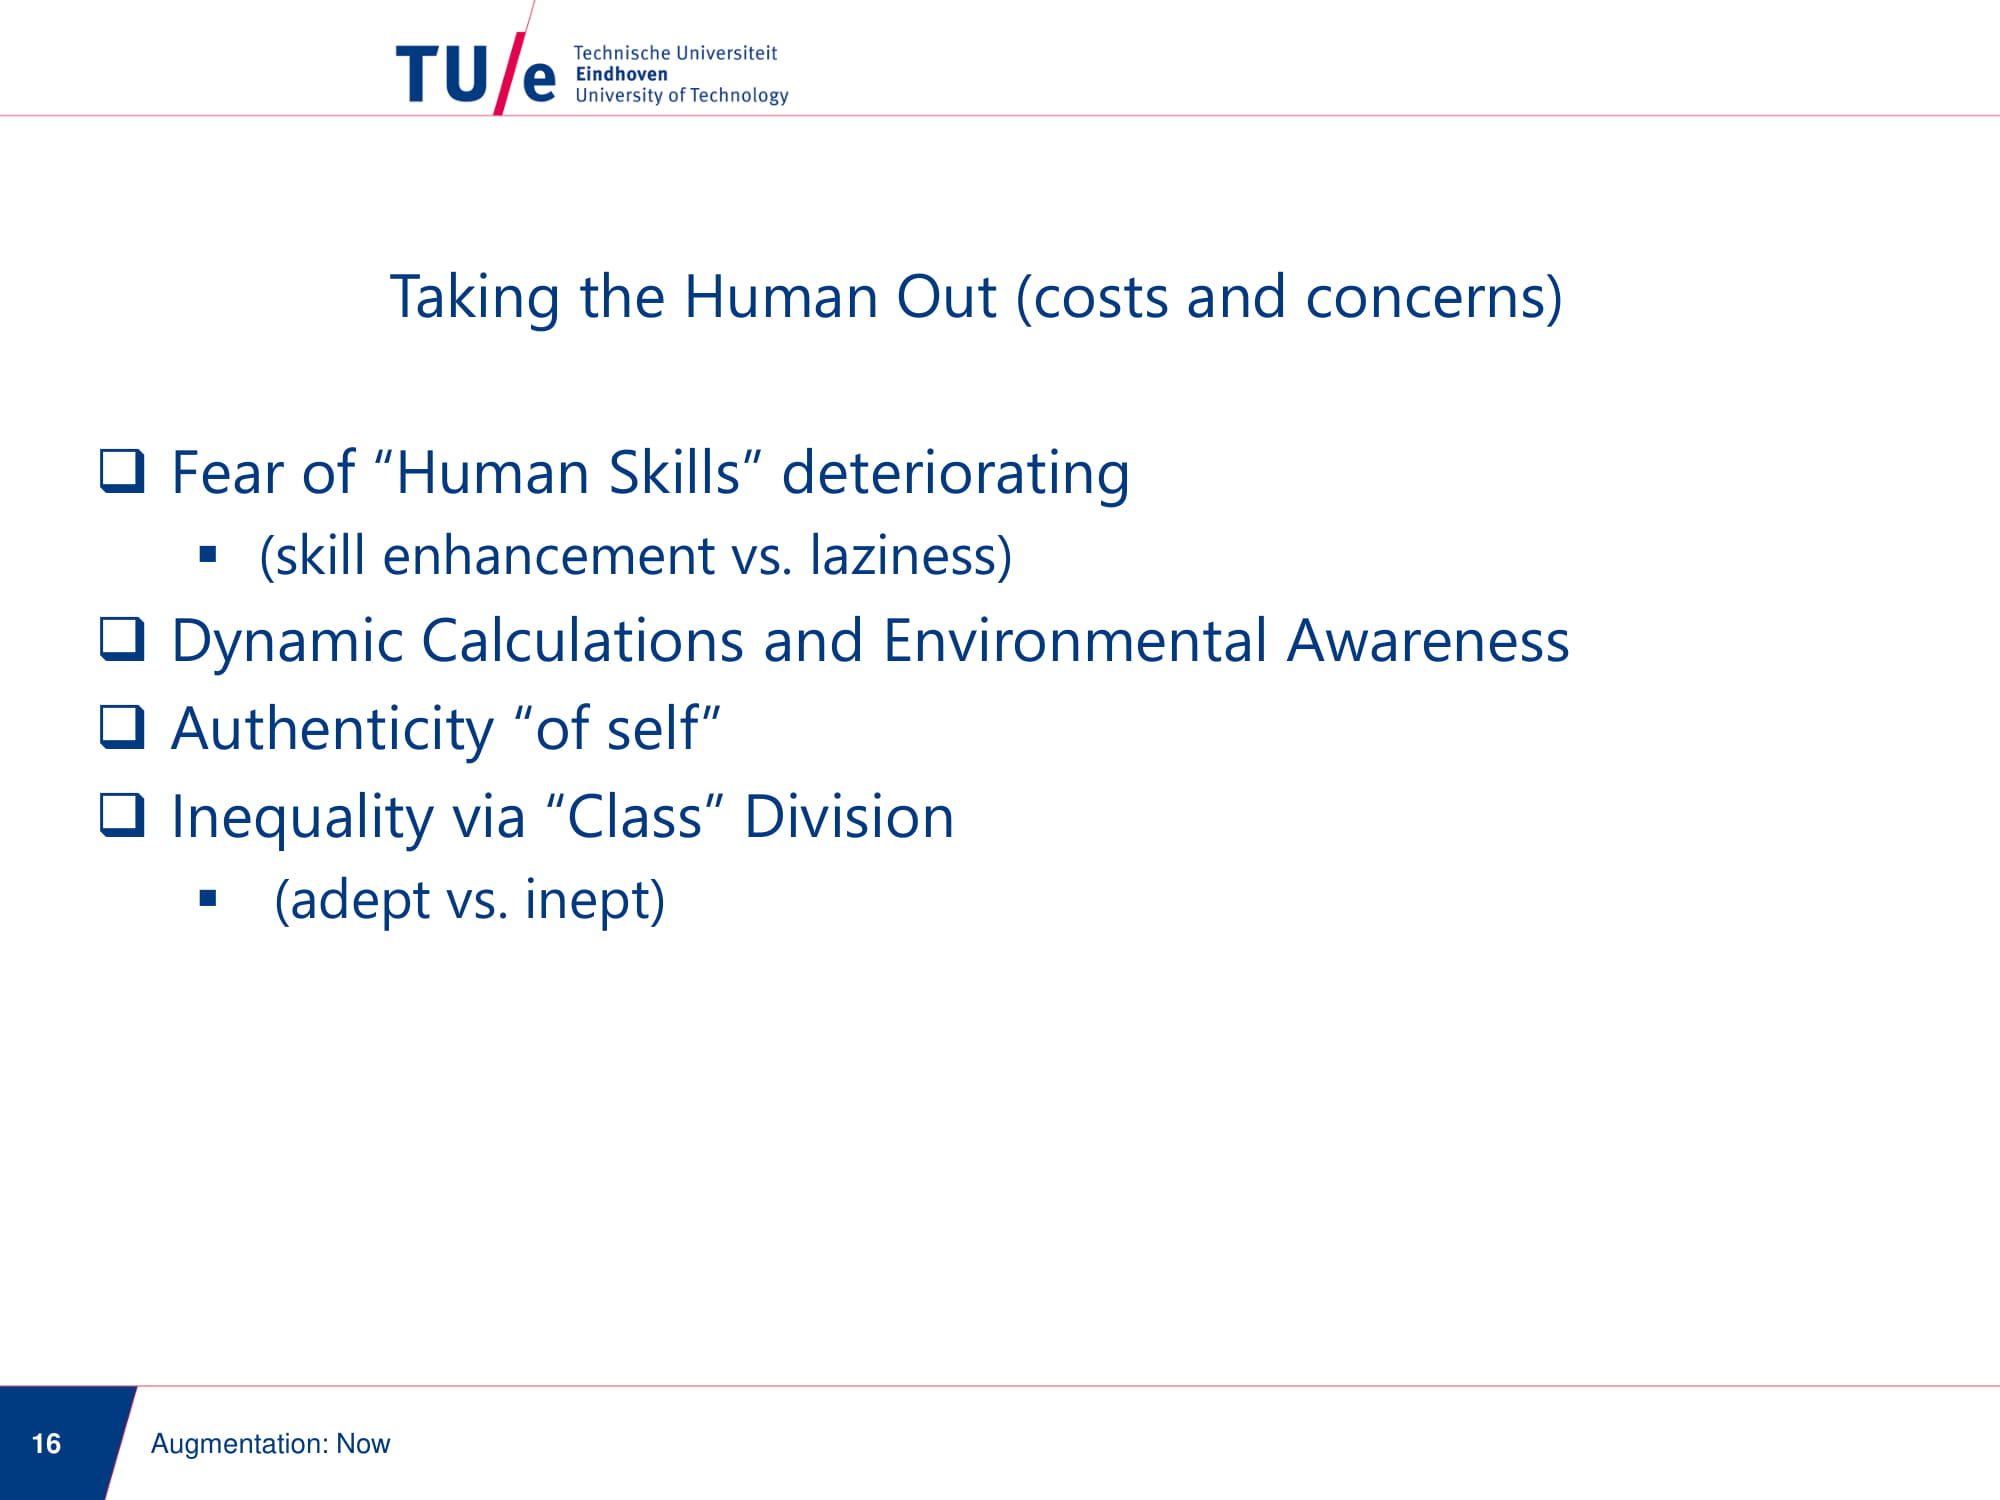 TU/e
Technische Universiteit
Eindhoven
University of Technology
Taking the Human Out (costs and concerns)
Fear of “Human Skills” deteriorating
(skill enhancement vs. laziness)
Dynamic Calculations and Environmental Awareness
Authenticity “of self”
Inequality via “Class” Division
(adept vs. inept)
16
Augmentation: Now